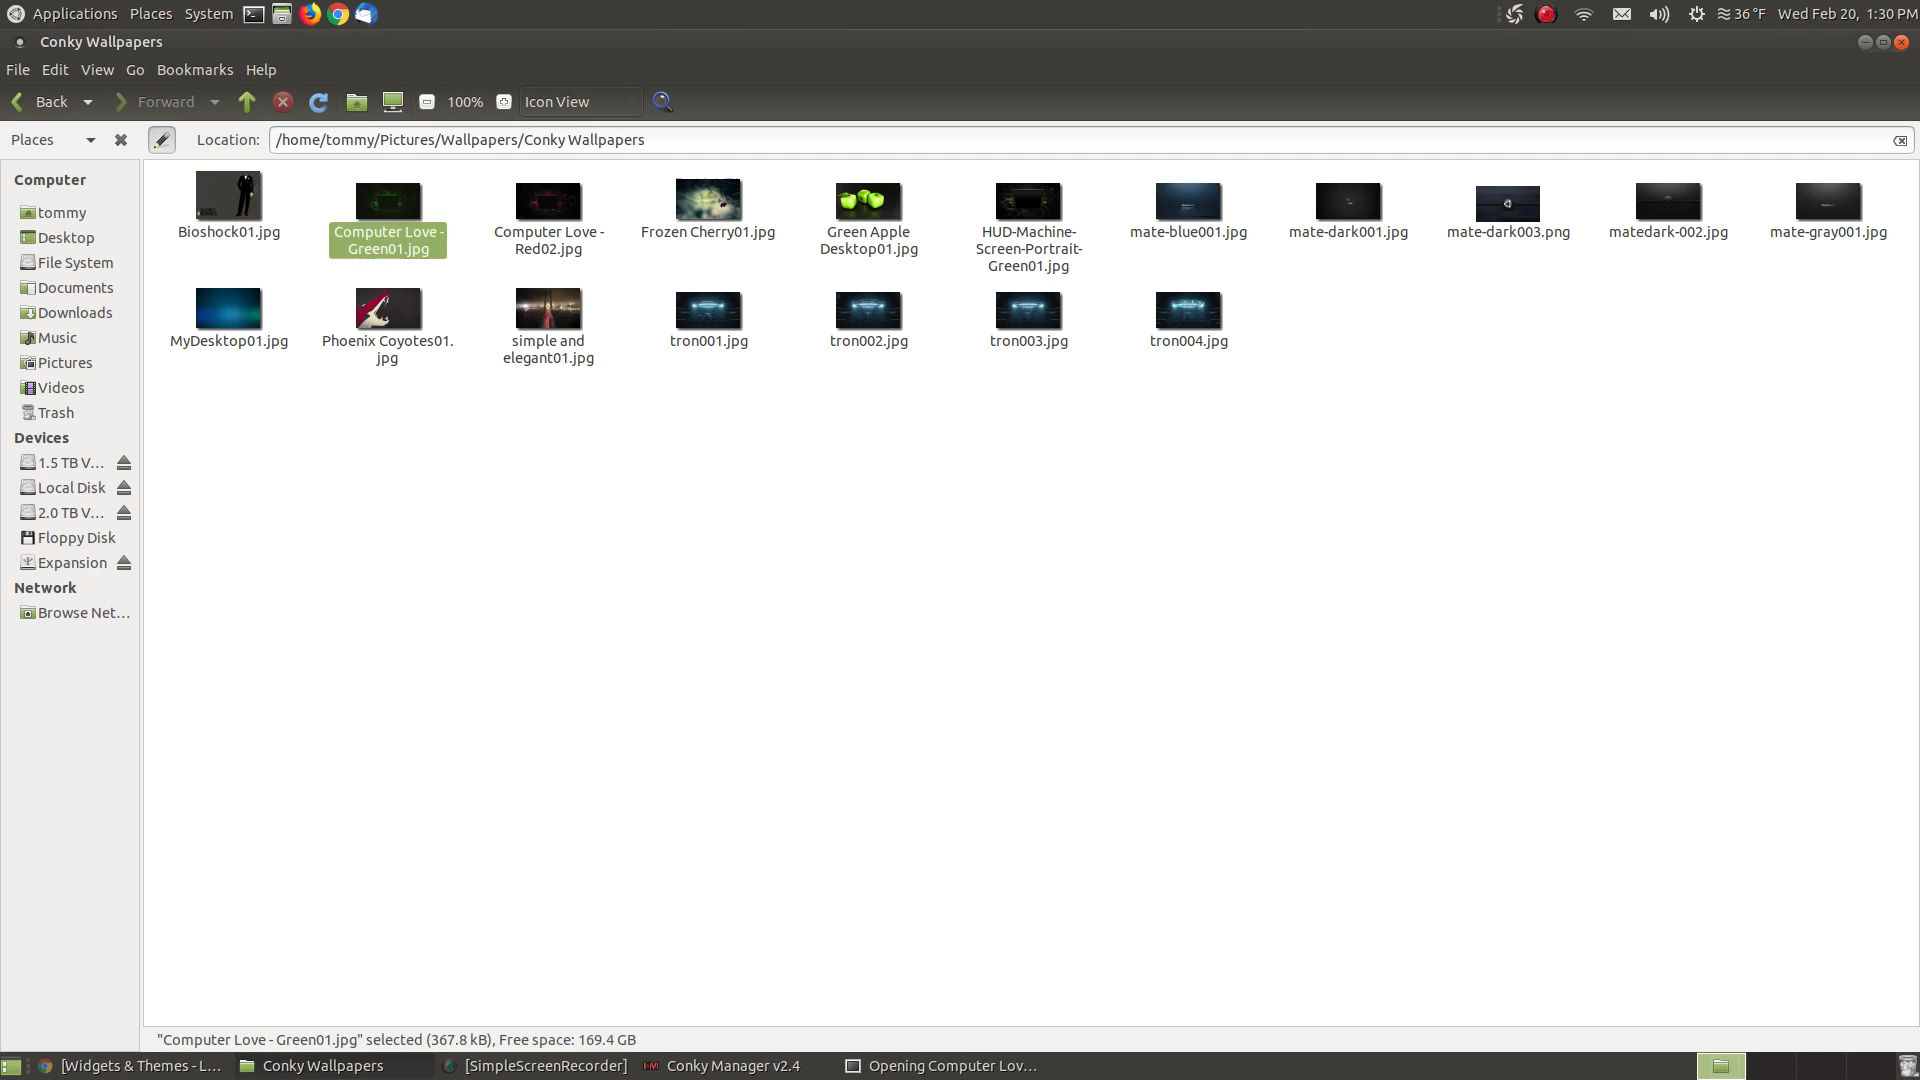 Applications Places System
36 °F Wed Feb 20, 1:30 PM
Conky Wallpapers
File Edit View Go Bookmarks Help
Back Forward 100% Icon View
Places Location: /home/tommy/Pictures/Wallpapers/Conky Wallpapers
Computer
tommy
Desktop
File System
Documents
Downloads
Music
Pictures
Videos
Trash
Devices
1.5 TB V...
Local Disk
2.0 TB V...
Floppy Disk
Expansion
Network
Browse Net...
Bioshock01.jpg
Computer Love -
Green01.jpg
Computer Love -
Red02.jpg
Frozen Cherry01.jpg
Green Apple
Desktop01.jpg
HUD-Machine-
Screen-Portrait-
Green01.jpg
mate-blue001.jpg
mate-dark001.jpg
mate-dark003.png
matedark-002.jpg
mate-gray001.jpg
MyDesktop01.jpg
Phoenix Coyotes01.
jpg
simple and
elegant01.jpg
tron001.jpg
tron002.jpg
tron003.jpg
tron004.jpg
"Computer Love - Green01.jpg" selected (367.8 kB), Free space: 169.4 GB
[Widgets & Themes - L... Conky Wallpapers [SimpleScreenRecorder] Conky Manager v2.4 Opening Computer Lov...